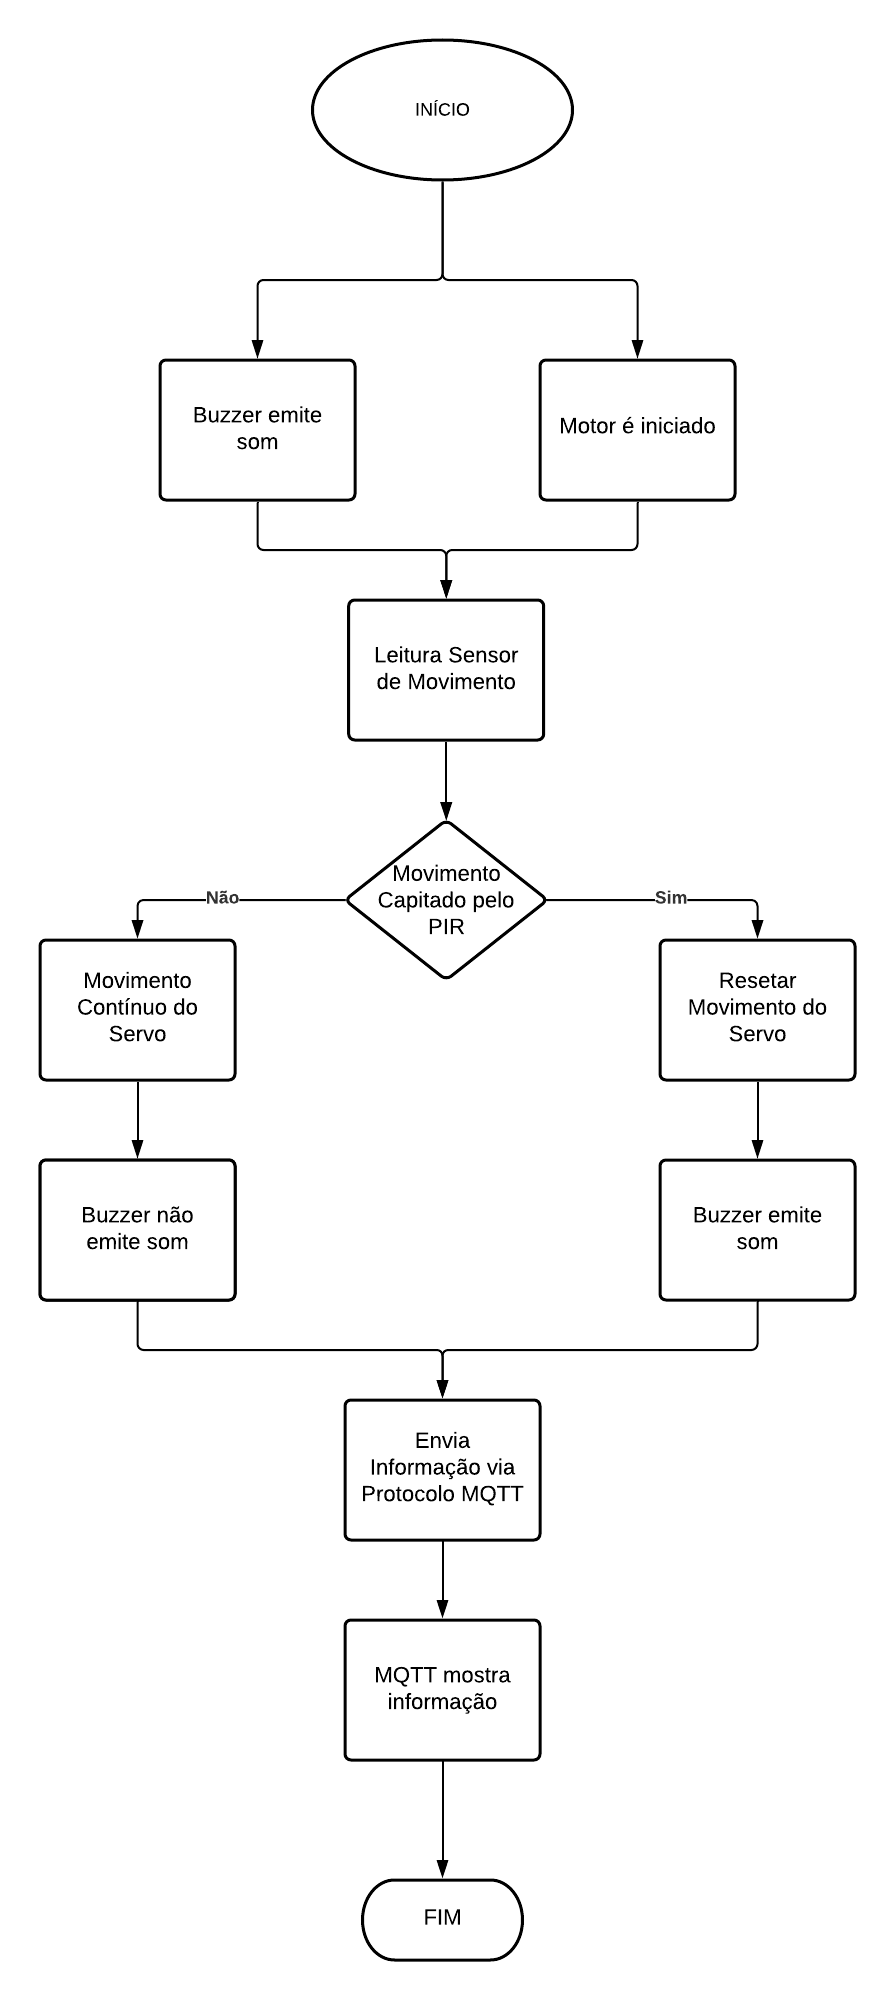 INÍCIO
Buzzer emite
som
Motor é iniciado
Leitura Sensor
de Movimento
Movimento
Capitado pelo
PIR
Não
Sim
Movimento
Contínuo do
Servo
Resetar
Movimento do
Servo
Buzzer não
emite som
Buzzer emite
som
Envia
Informação via
Protocolo MQTT
MQTT mostra
informação
FIM